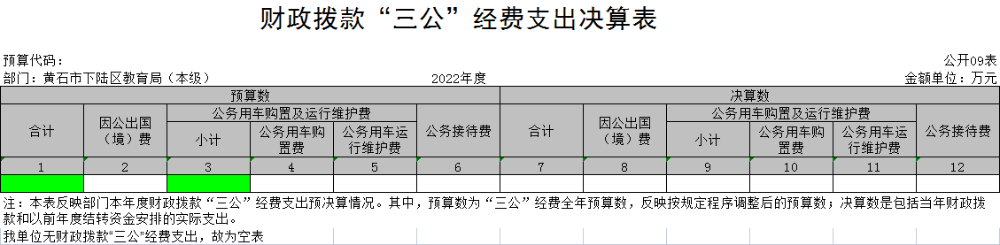 财政拨款“三公”经费支出决算表
预算代码：
公开09表
部门：黄石市下陆区教育局（本级）
2022年度
金额单位：万元
预算数
决算数
合计
因公出国（境）费
公务用车购置及运行维护费
公务接待费
合计
因公出国（境）费
公务用车购置及运行维护费
公务接待费
小计
公务用车购置费
公务用车运行维护费
小计
公务用车购置费
公务用车运行维护费
1 2 3 4 5 6 7 8 9 10 11 12
注：本表反映部门本年度财政拨款“三公”经费支出预决算情况。其中，预算数为“三公”经费全年预算数，反映按规定程序调整后的预算数；决算数是包括当年财政拨
款和以前年度结转资金安排的实际支出。
我单位无财政拨款“三公”经费支出，故为空表